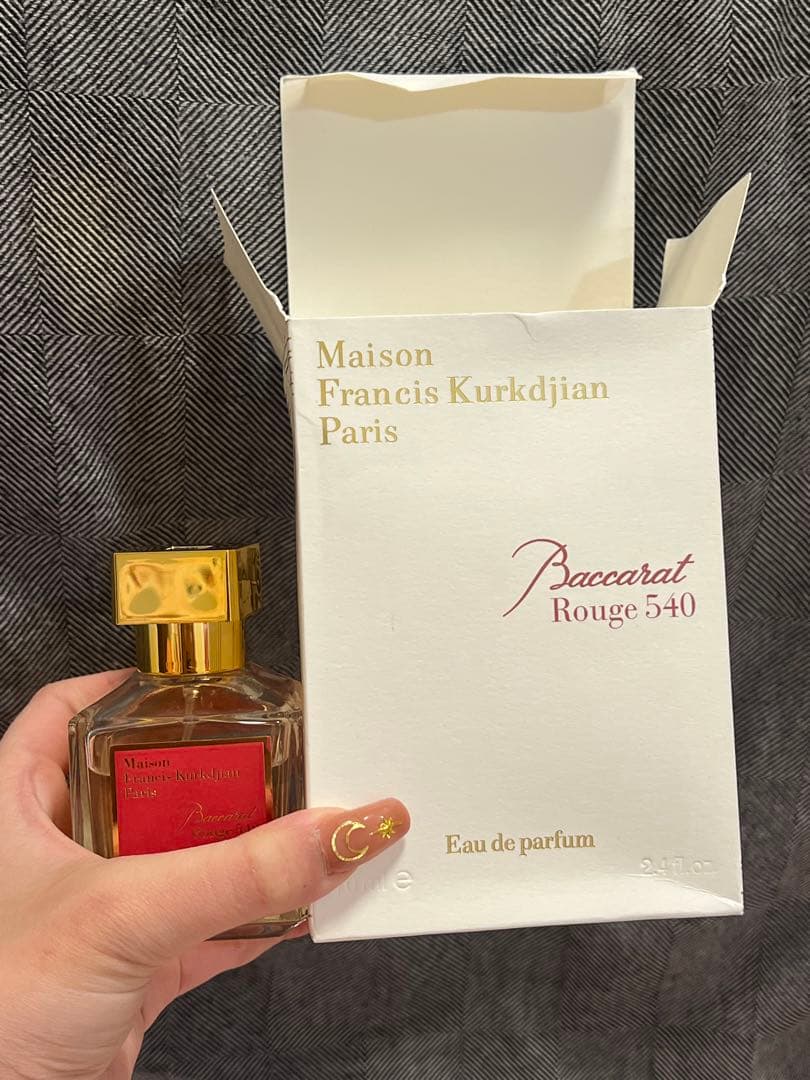 Maison
Francis Kurkdjian
Paris
Baccarat
Rouge 540
Eau de parfum
2.4 fl.oz
Maison
Francis Kurkdjian
Paris
Baccarat
Rouge